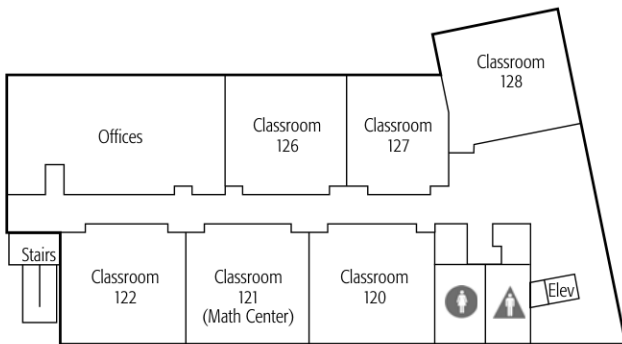 Classroom
128
Offices
Classroom
126
Classroom
127
Stairs
Classroom
122
Classroom
121
(Math Center)
Classroom
120
Elev